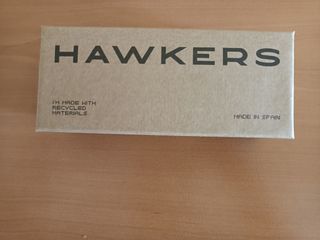 HAWKERS
I'M MADE WITH
RECYCLED
MATERIALS.
MADE IN SPAIN